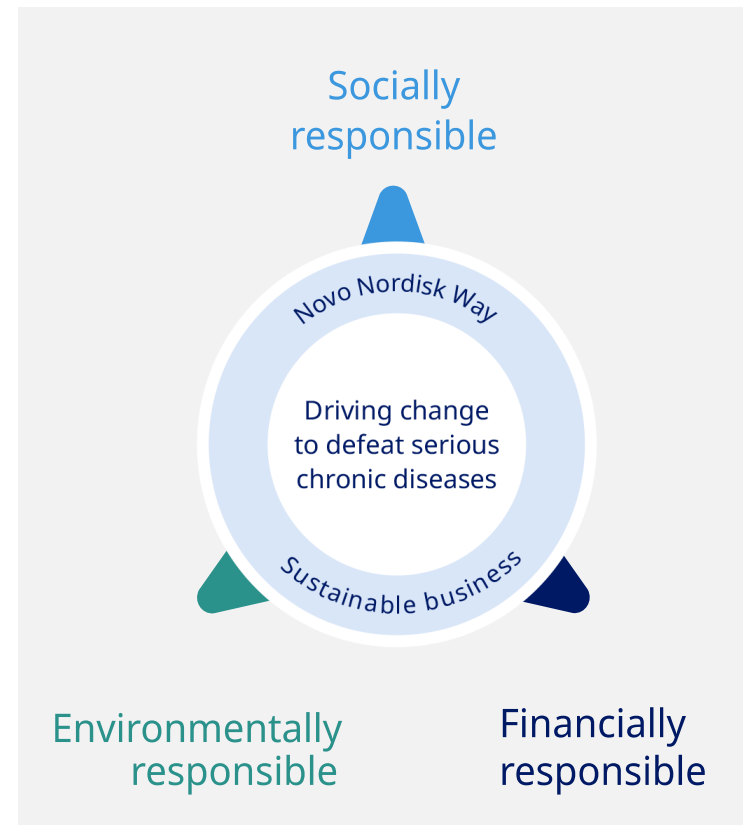 Socially
responsible
Novo Nordisk Way
Driving change
to defeat serious
chronic diseases
Sustainable business
Environmentally
responsible
Financially
responsible